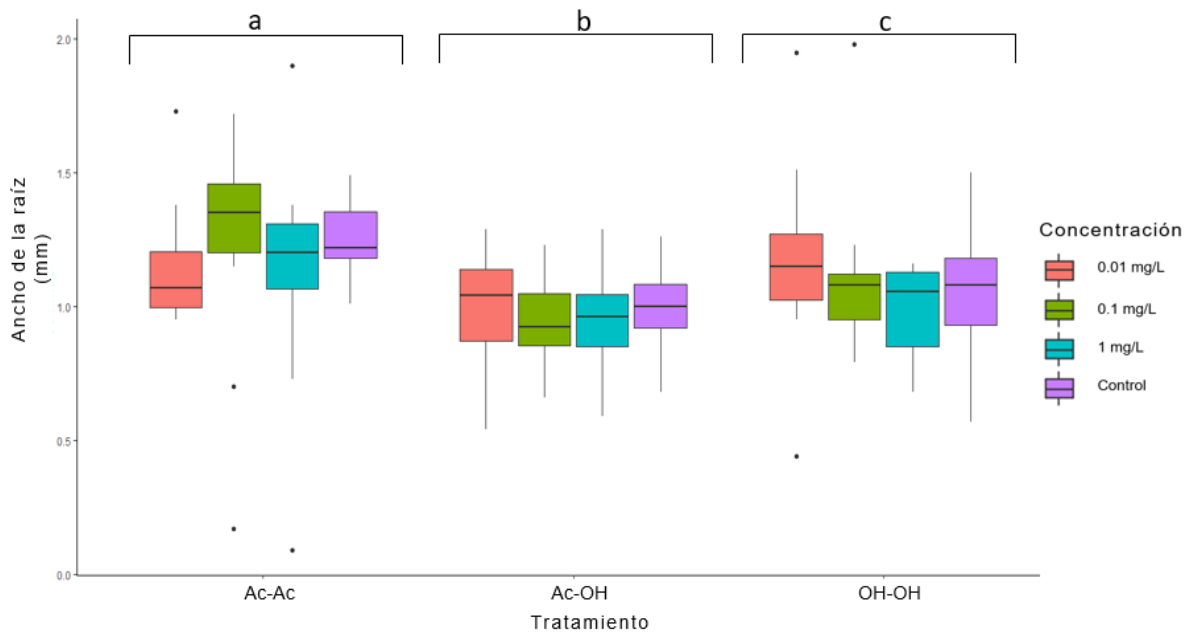 a
b
c
2.0
1.5
1.0
0.5
0.0
Ancho de la raíz
(mm)
Ac-Ac
Ac-OH
OH-OH
Tratamiento
Concentración
0.01 mg/L
0.1 mg/L
1 mg/L
Control